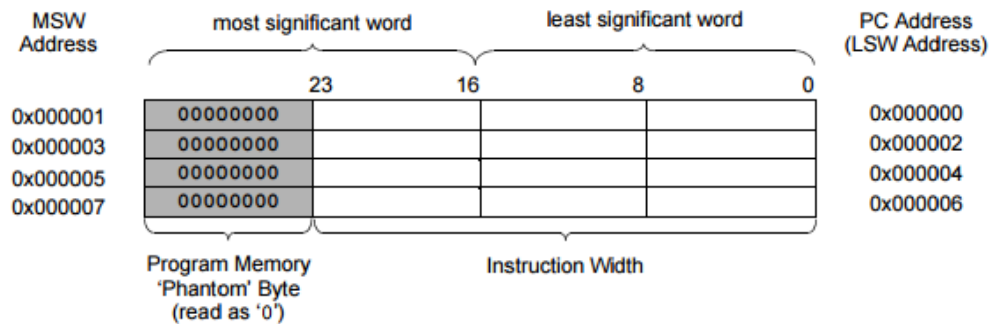 MSW
Address
most significant word
least significant word
PC Address
(LSW Address)
23
16
8
0
0x000001
00000000
0x000000
0x000003
00000000
0x000002
0x000005
00000000
0x000004
0x000007
00000000
0x000006
Program Memory
‘Phantom’ Byte
(read as ‘0’)
Instruction Width